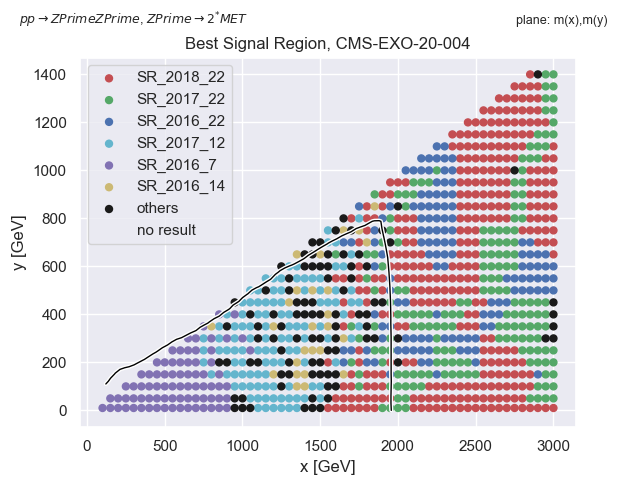 pp → ZPrimeZPrime, ZPrime → 2*MET
plane: m(x),m(y)
Best Signal Region, CMS-EXO-20-004
SR_2018_22
SR_2017_22
SR_2016_22
SR_2017_12
SR_2016_7
SR_2016_14
others
no result
1400
1200
1000
800
600
400
200
0
y [GeV]
0 500 1000 1500 2000 2500 3000
x [GeV]